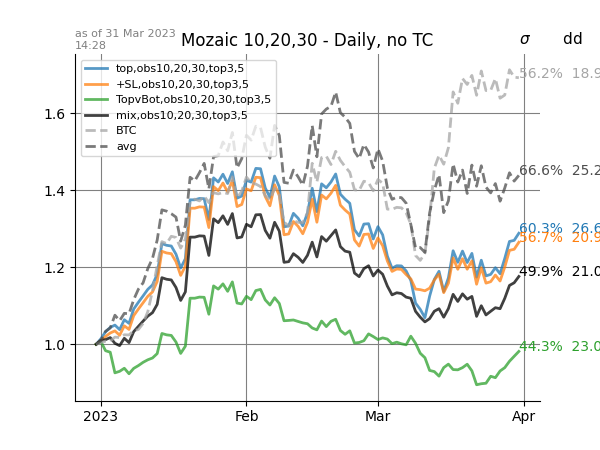 as of 31 Mar 2023
14:28
Mozaic 10,20,30 - Daily, no TC
σ dd
top,obs10,20,30,top3,5
+SL,obs10,20,30,top3,5
TopvBot,obs10,20,30,top3,5
mix,obs10,20,30,top3,5
BTC
avg
56.2% 18.9
66.6% 25.2
60.3% 26.6
56.7% 20.9
49.9% 21.0
44.3% 23.0
1.6
1.4
1.2
1.0
2023 Feb Mar Apr